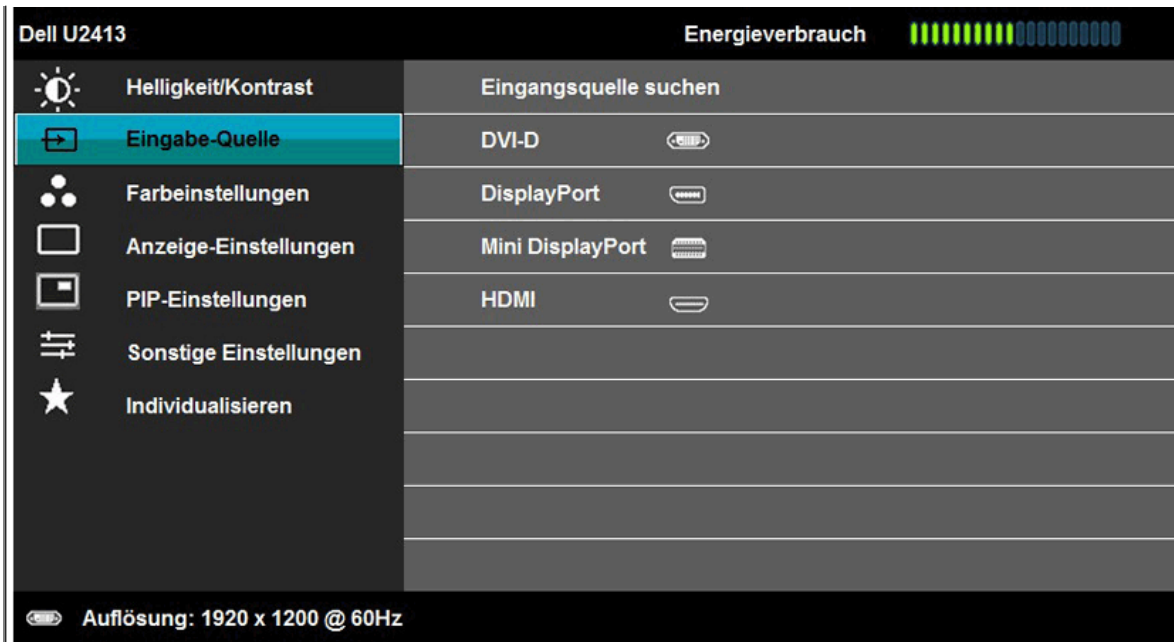 Dell U2413 Energieverbrauch
Helligkeit/Kontrast Eingangsquelle suchen
Eingabe-Quelle DVI-D
Farbeinstellungen DisplayPort
Anzeige-Einstellungen Mini DisplayPort
PIP-Einstellungen HDMI
Sonstige Einstellungen
Individualisieren
Auflösung: 1920 x 1200 @ 60Hz